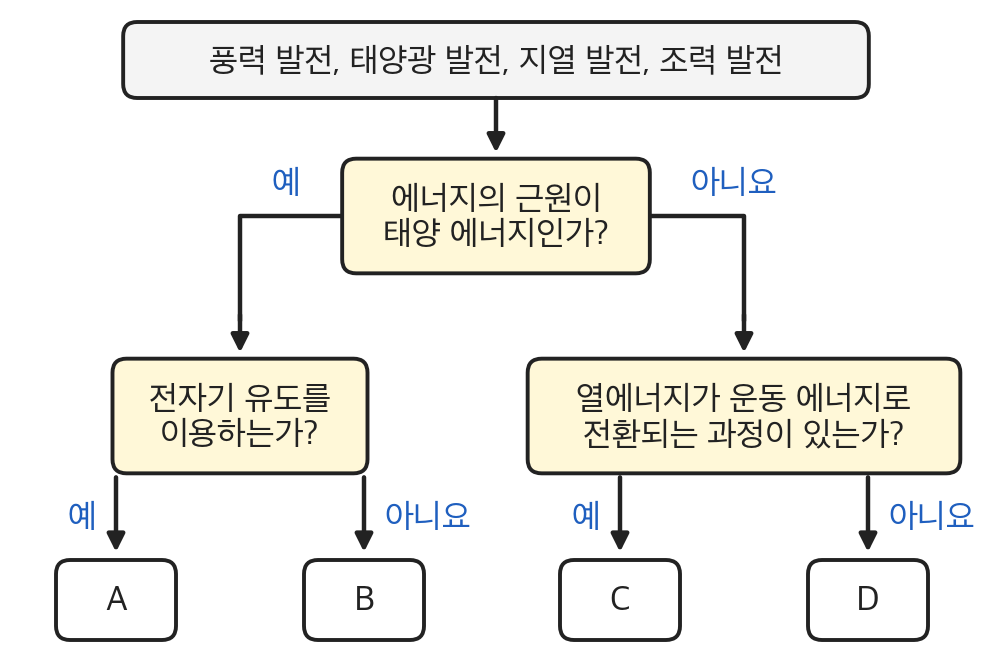 풍력 발전, 태양광 발전, 지열 발전, 조력 발전
예
아니요
에너지의 근원이
태양 에너지인가?
전자기 유도를
이용하는가?
열에너지가 운동 에너지로
전환되는 과정이 있는가?
예
아니요
예
아니요
A
B
C
D